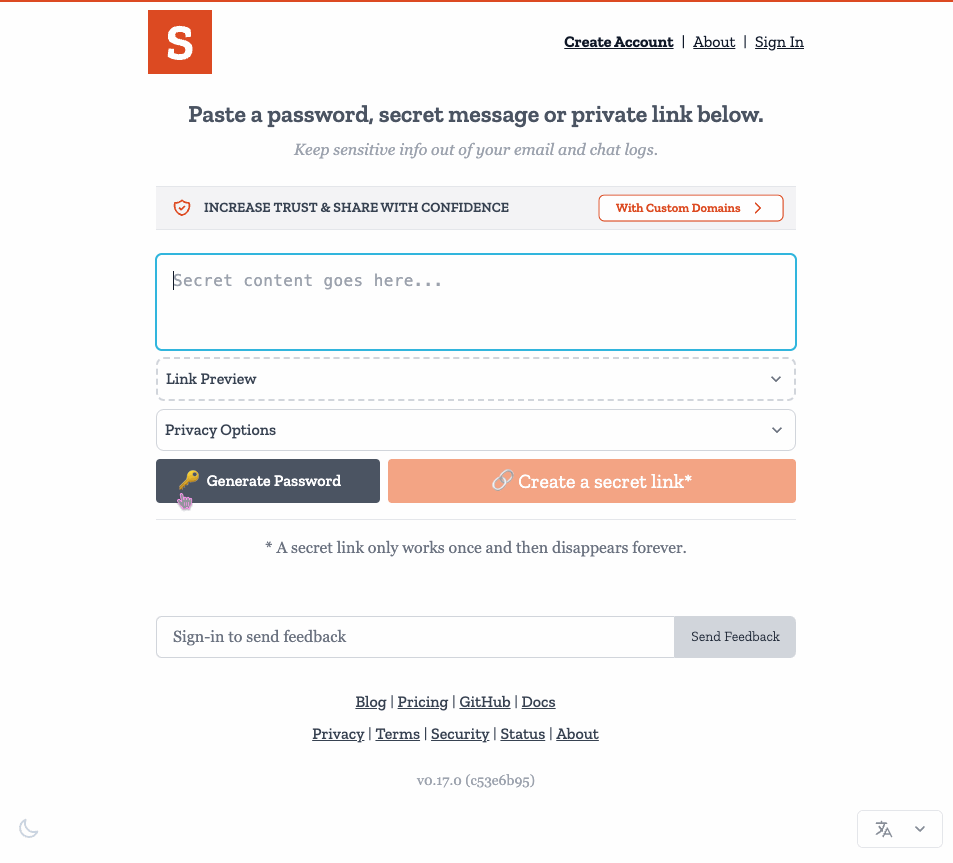 S
Create Account | About | Sign In
Paste a password, secret message or private link below.
Keep sensitive info out of your email and chat logs.
INCREASE TRUST & SHARE WITH CONFIDENCE
With Custom Domains
Secret content goes here...
Link Preview
Privacy Options
🔑 Generate Password
🔗 Create a secret link*
* A secret link only works once and then disappears forever.
Sign-in to send feedback
Send Feedback
Blog | Pricing | GitHub | Docs
Privacy | Terms | Security | Status | About
v0.17.0 (c53e6b95)